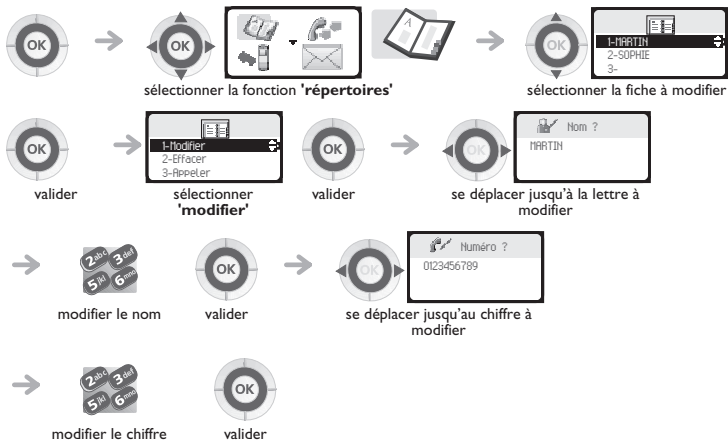 OK
OK
A
OK
1-MARTIN
2-SOPHIE
3-
sélectionner la fonction 'répertoires'
sélectionner la fiche à modifier
OK
1-Modifier
2-Effacer
3-Appeler
OK
OK
Nom ?
MARTIN
valider
sélectionner
'modifier'
valider
se déplacer jusqu'à la lettre à
modifier
2abc 3def
5jkl 6mno
OK
OK
Numéro ?
0123456789
modifier le nom
valider
se déplacer jusqu'au chiffre à
modifier
2abc 3def
5jkl 6mno
OK
modifier le chiffre
valider